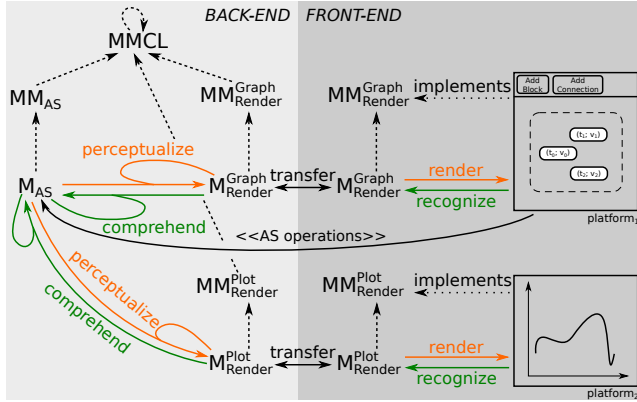 BACK-END FRONT-END
MMCL
MM_AS
MM^Graph_Render
MM^Graph_Render
implements
Add Block
Add Connection
(t₁; v₁)
(t₀; v₀)
(t₂; v₂)
perceptualize
M_AS
M^Graph_Render
transfer
M^Graph_Render
render
recognize
comprehend
<<AS operations>>
platform
perceptualize
comprehend
MM^Plot_Render
MM^Plot_Render
implements
M^Plot_Render
transfer
M^Plot_Render
render
recognize
platform